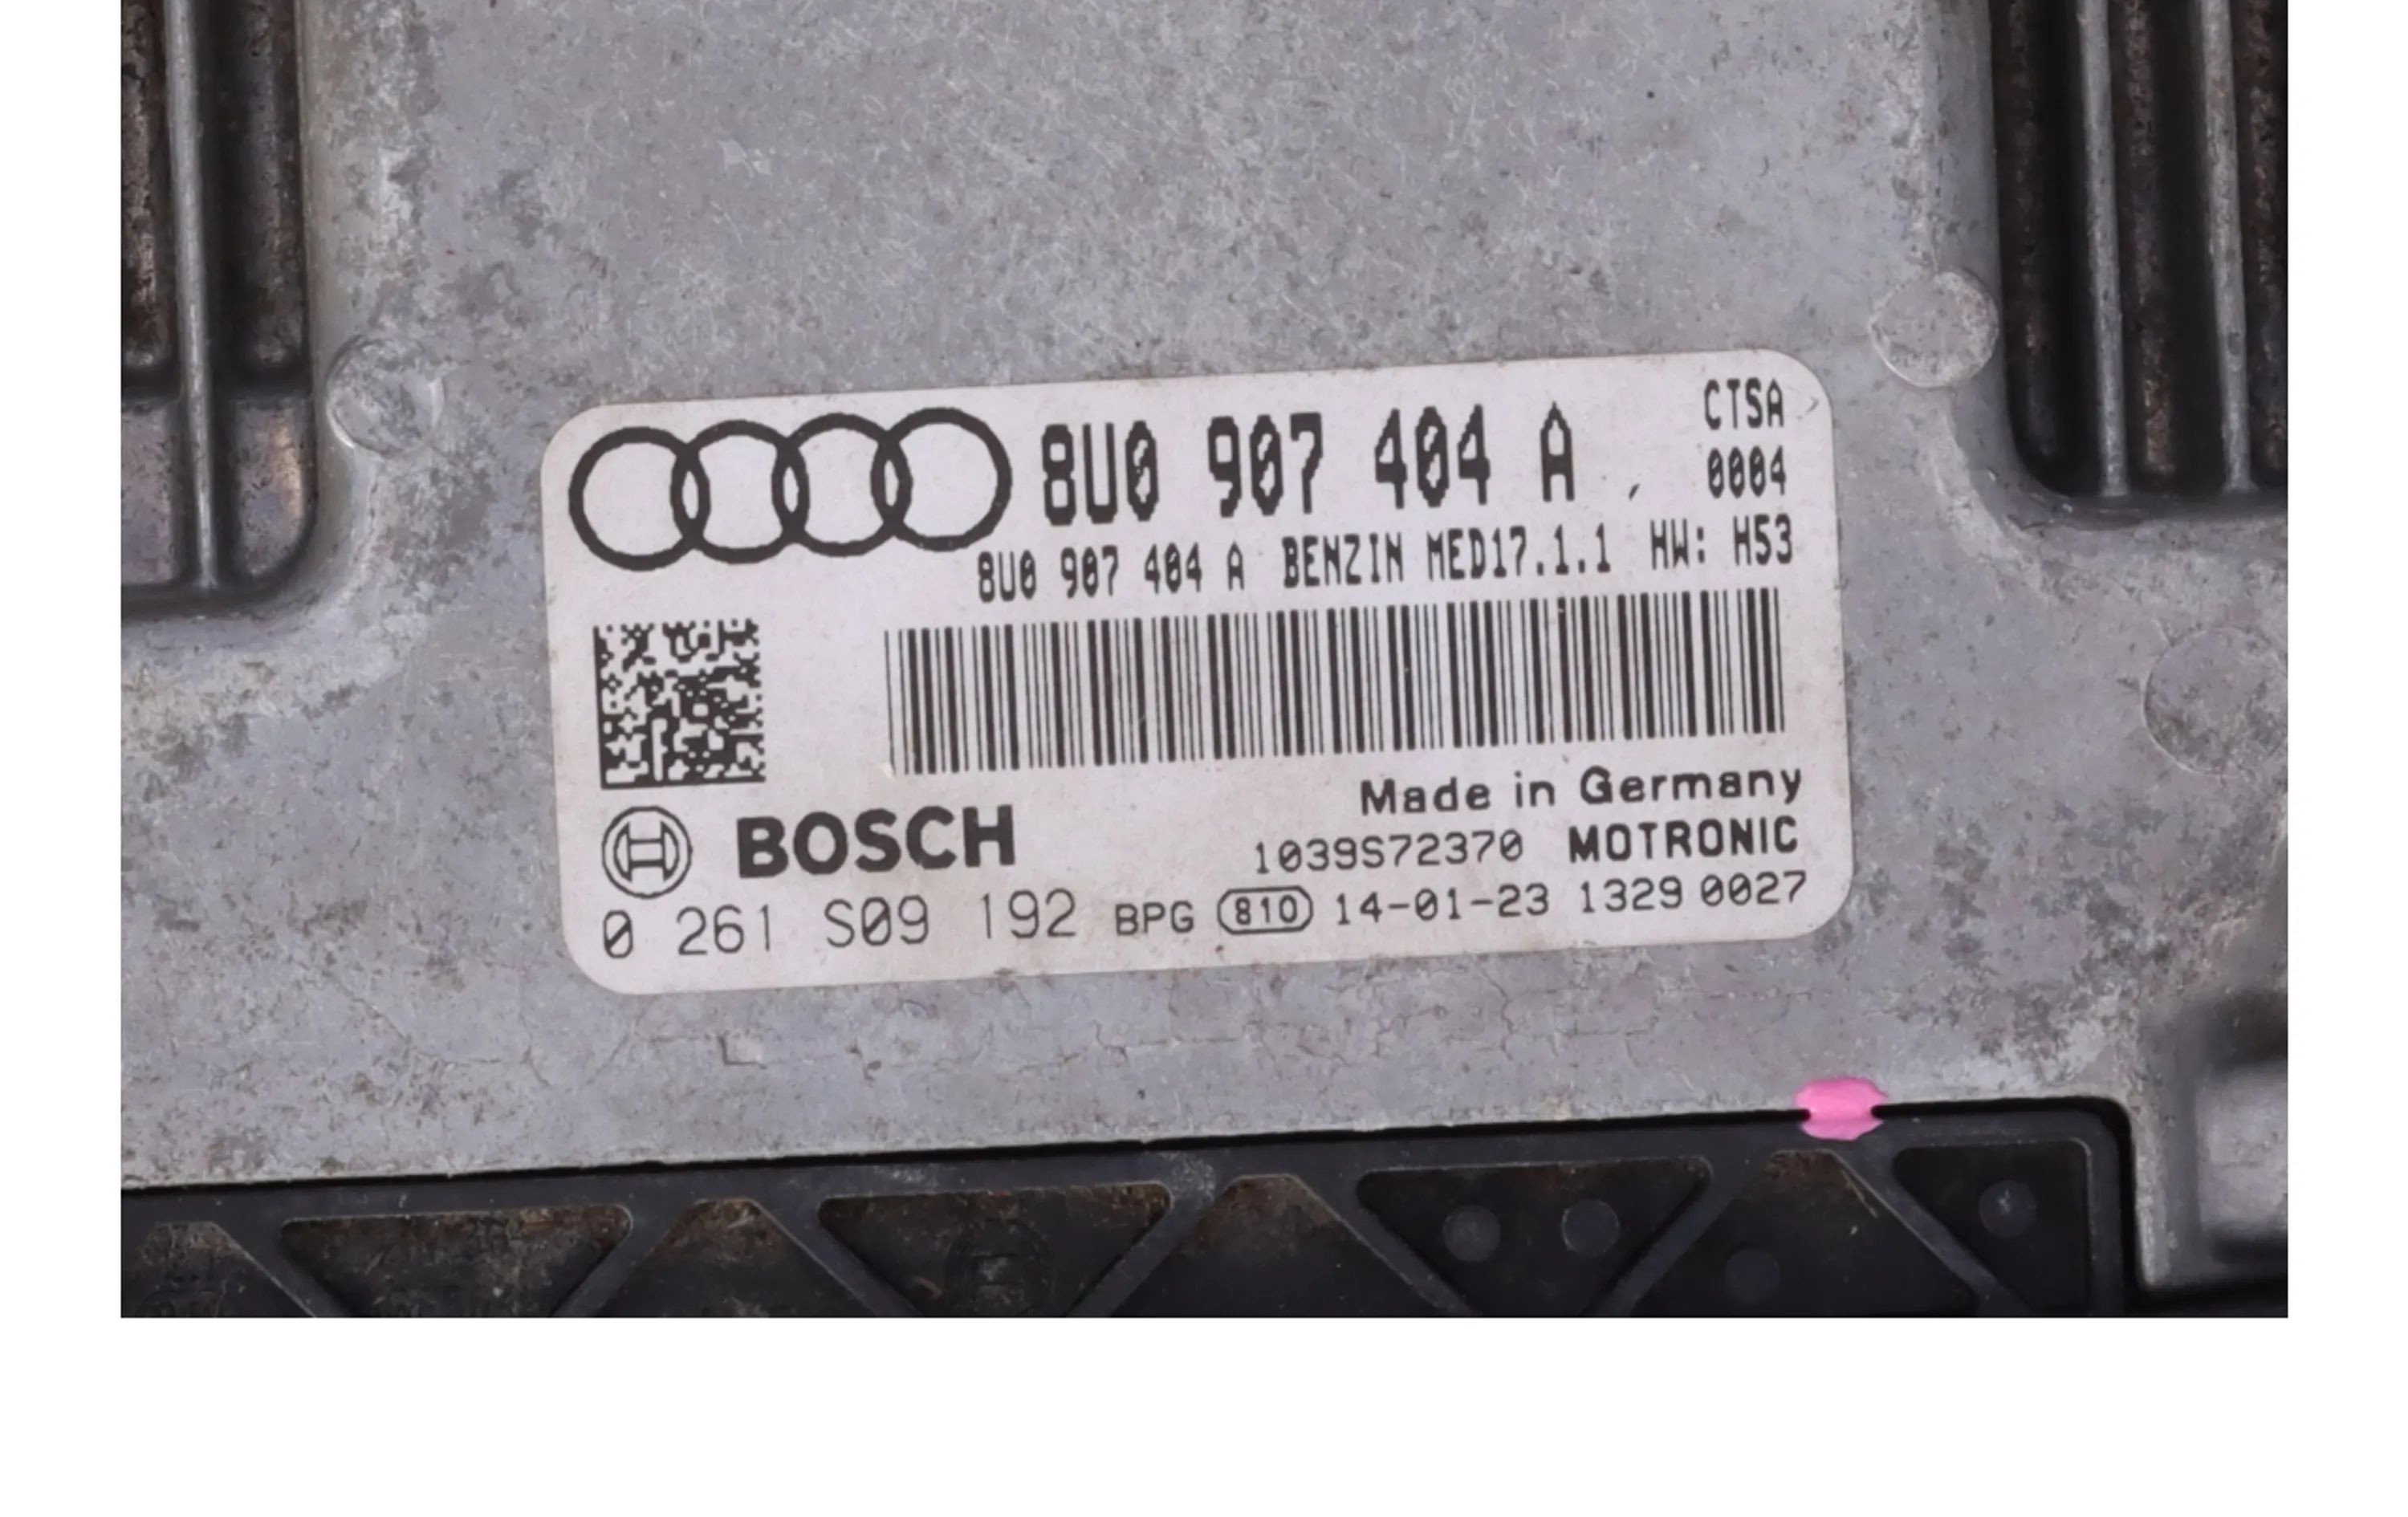 8U0 907 404 A
CTSA
0004
8U0 907 404 A BENZIN MED17.1.1 HW: H53
Made in Germany
BOSCH
1039S72370 MOTRONIC
0 261 S09 192 BPG 810 14-01-23 1329 0027